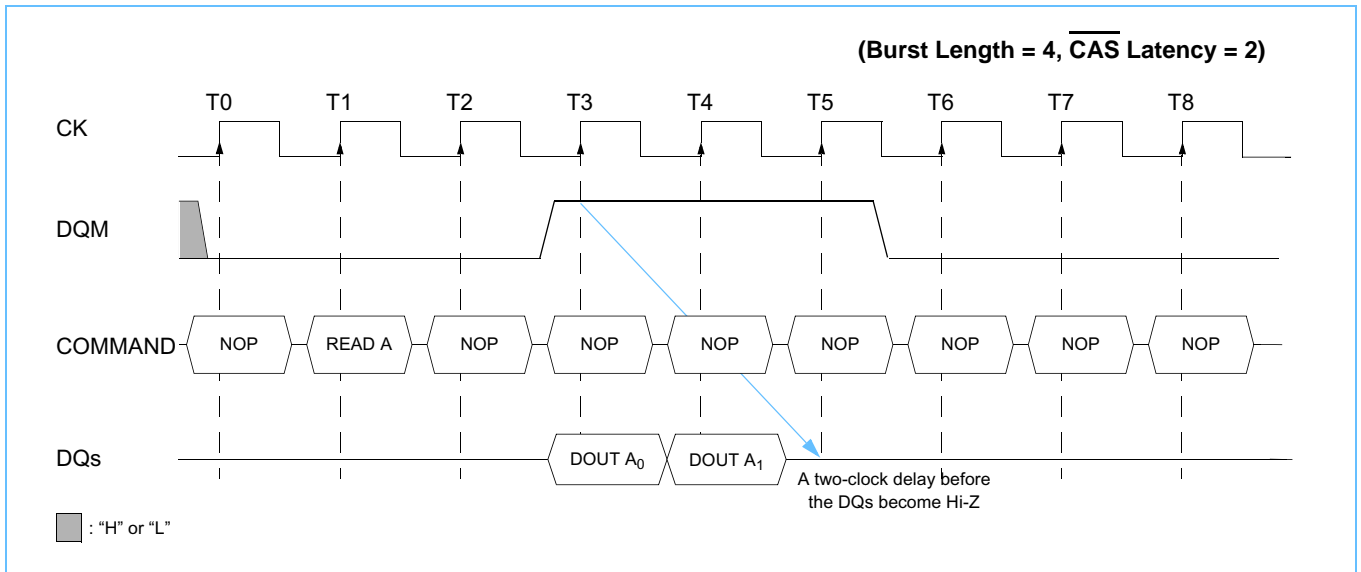 (Burst Length = 4, CAS Latency = 2)
T0 T1 T2 T3 T4 T5 T6 T7 T8
CK
DQM
COMMAND NOP READ A NOP NOP NOP NOP NOP NOP NOP
DQs DOUT A0 DOUT A1
A two-clock delay before
the DQs become Hi-Z
: “H” or “L”